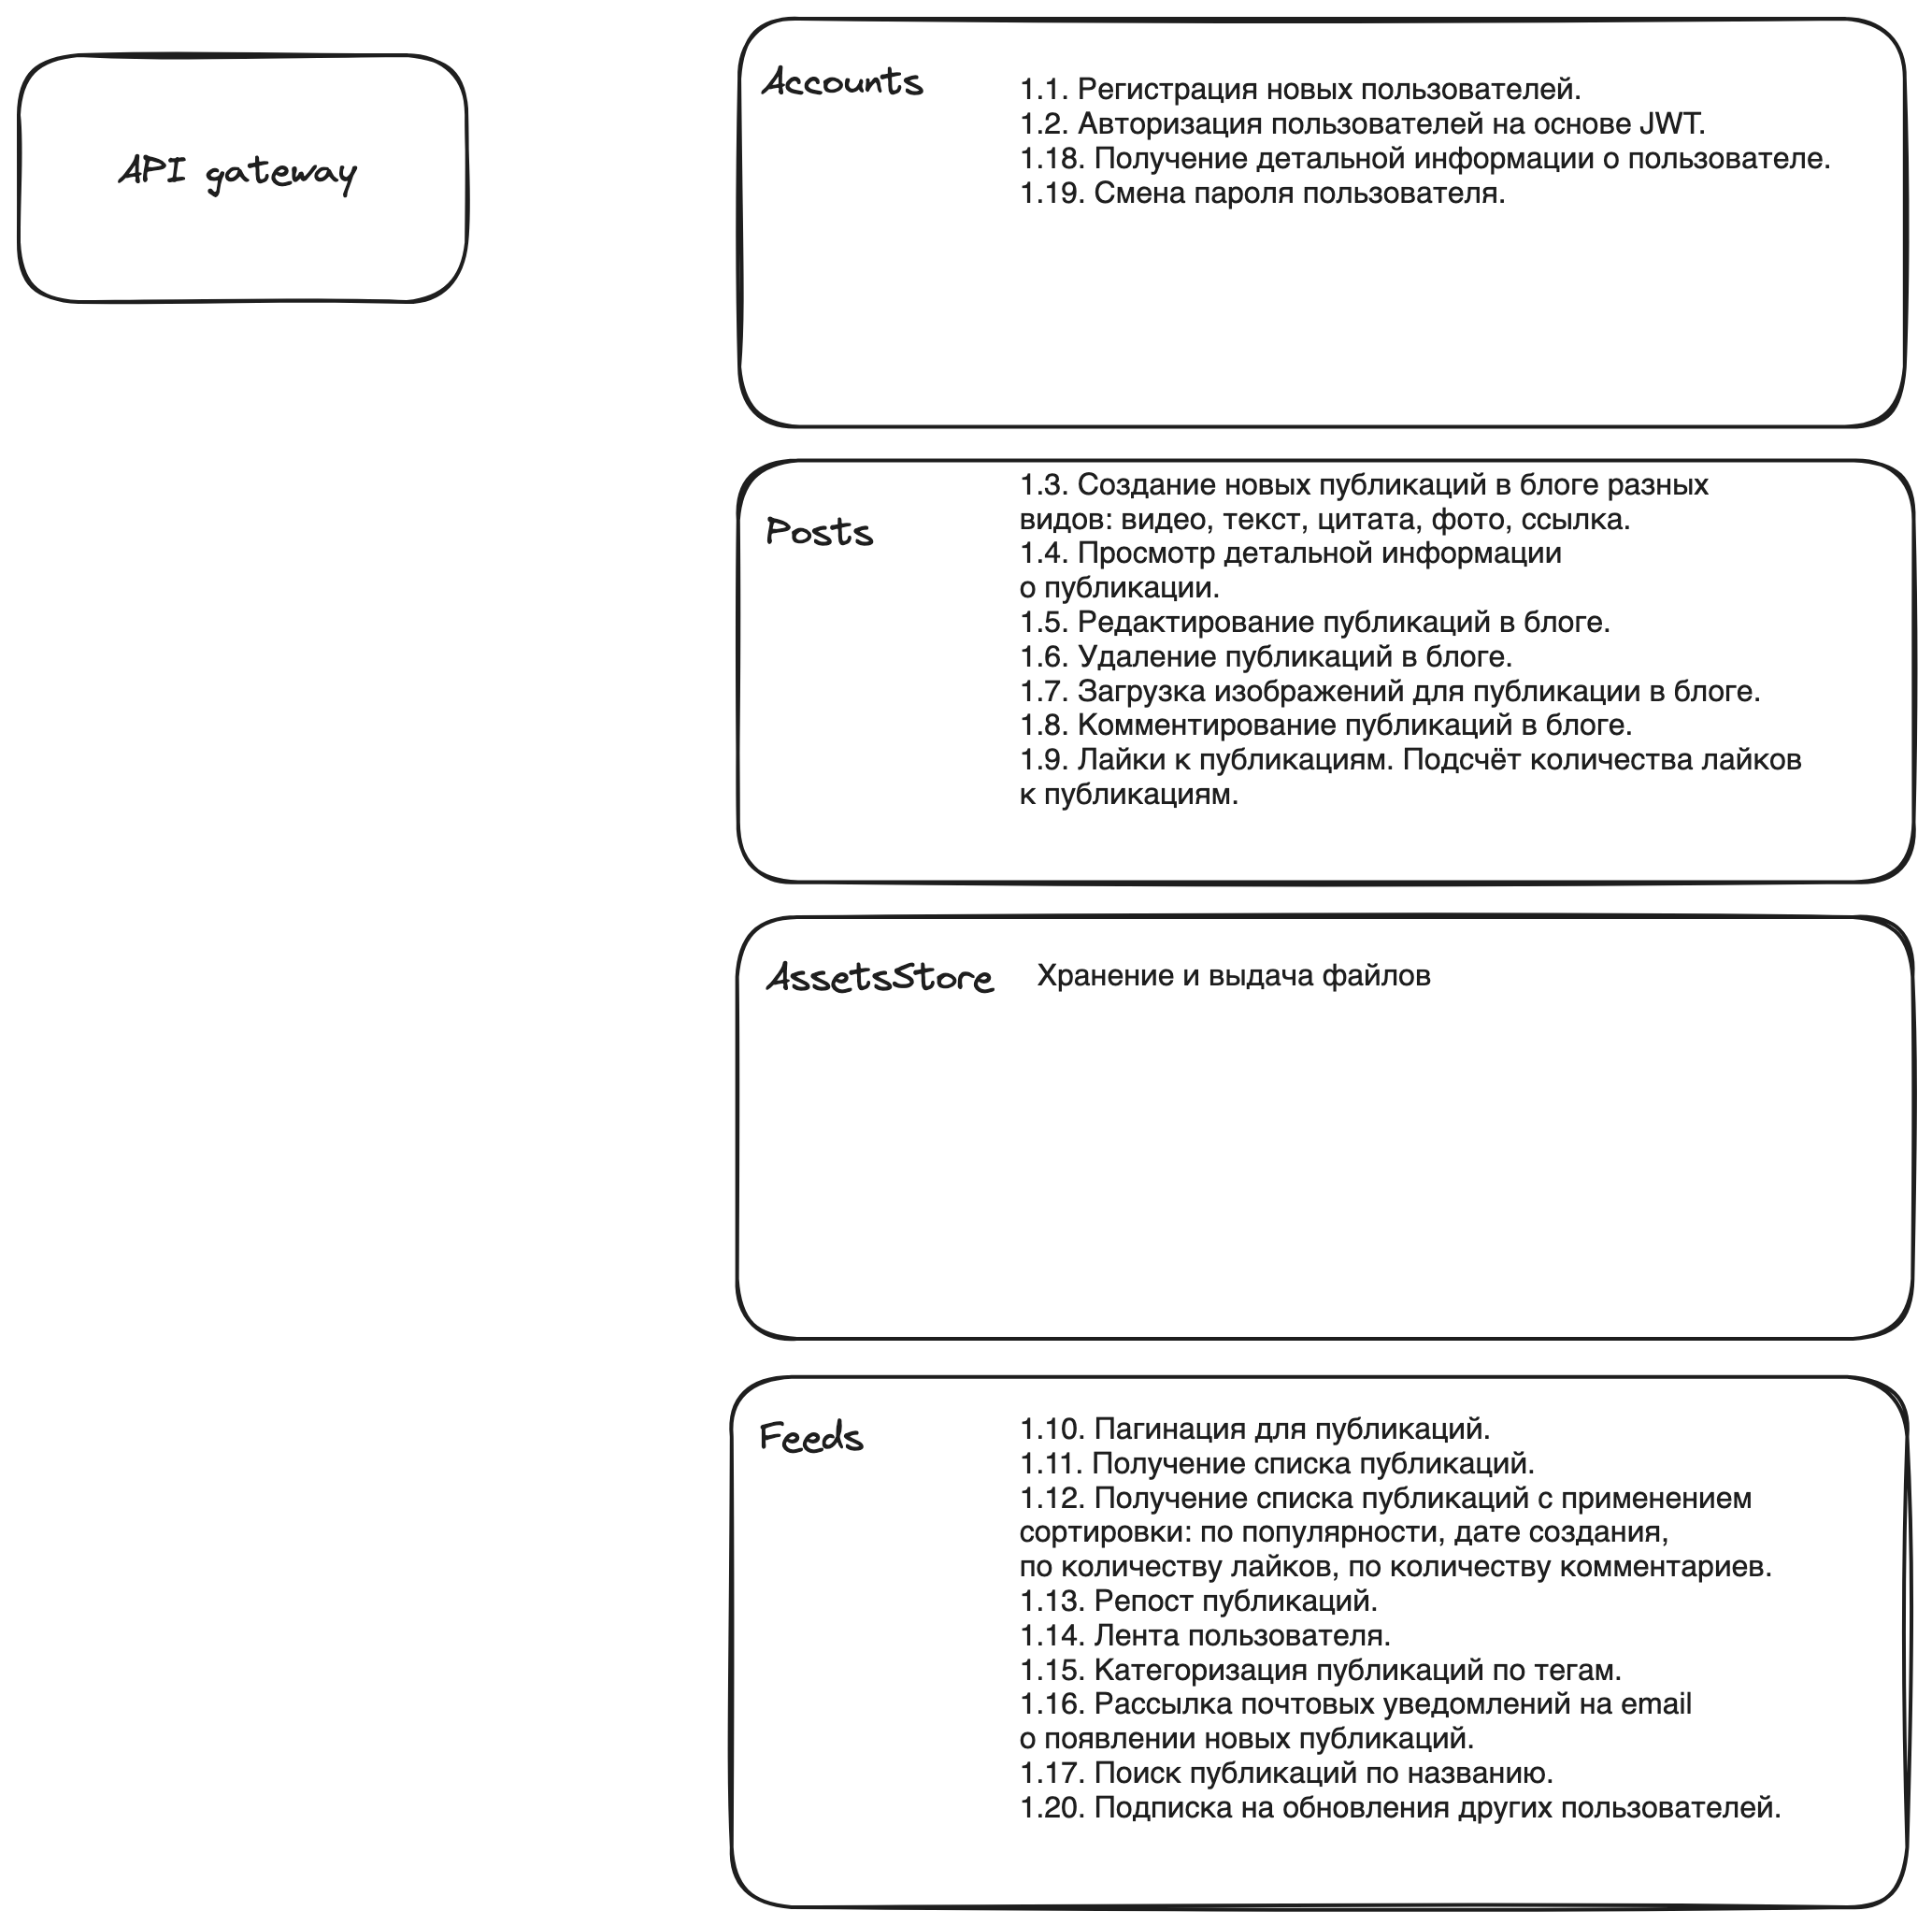 API gateway
Accounts
1.1. Регистрация новых пользователей.
1.2. Авторизация пользователей на основе JWT.
1.18. Получение детальной информации о пользователе.
1.19. Смена пароля пользователя.
Posts
1.3. Создание новых публикаций в блоге разных
видов: видео, текст, цитата, фото, ссылка.
1.4. Просмотр детальной информации
о публикации.
1.5. Редактирование публикаций в блоге.
1.6. Удаление публикаций в блоге.
1.7. Загрузка изображений для публикации в блоге.
1.8. Комментирование публикаций в блоге.
1.9. Лайки к публикациям. Подсчёт количества лайков
к публикациям.
AssetsStore
Хранение и выдача файлов
Feeds
1.10. Пагинация для публикаций.
1.11. Получение списка публикаций.
1.12. Получение списка публикаций с применением
сортировки: по популярности, дате создания,
по количеству лайков, по количеству комментариев.
1.13. Репост публикаций.
1.14. Лента пользователя.
1.15. Категоризация публикаций по тегам.
1.16. Рассылка почтовых уведомлений на email
о появлении новых публикаций.
1.17. Поиск публикаций по названию.
1.20. Подписка на обновления других пользователей.